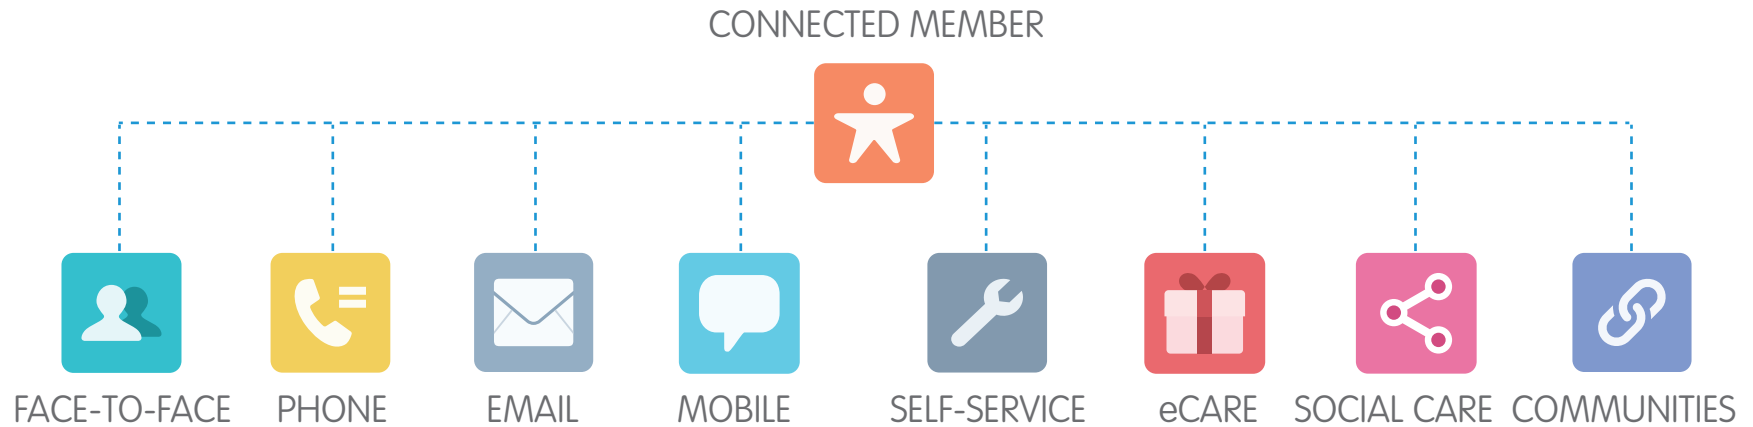 CONNECTED MEMBER
FACE-TO-FACE
PHONE
EMAIL
MOBILE
SELF-SERVICE
eCARE
SOCIAL CARE
COMMUNITIES